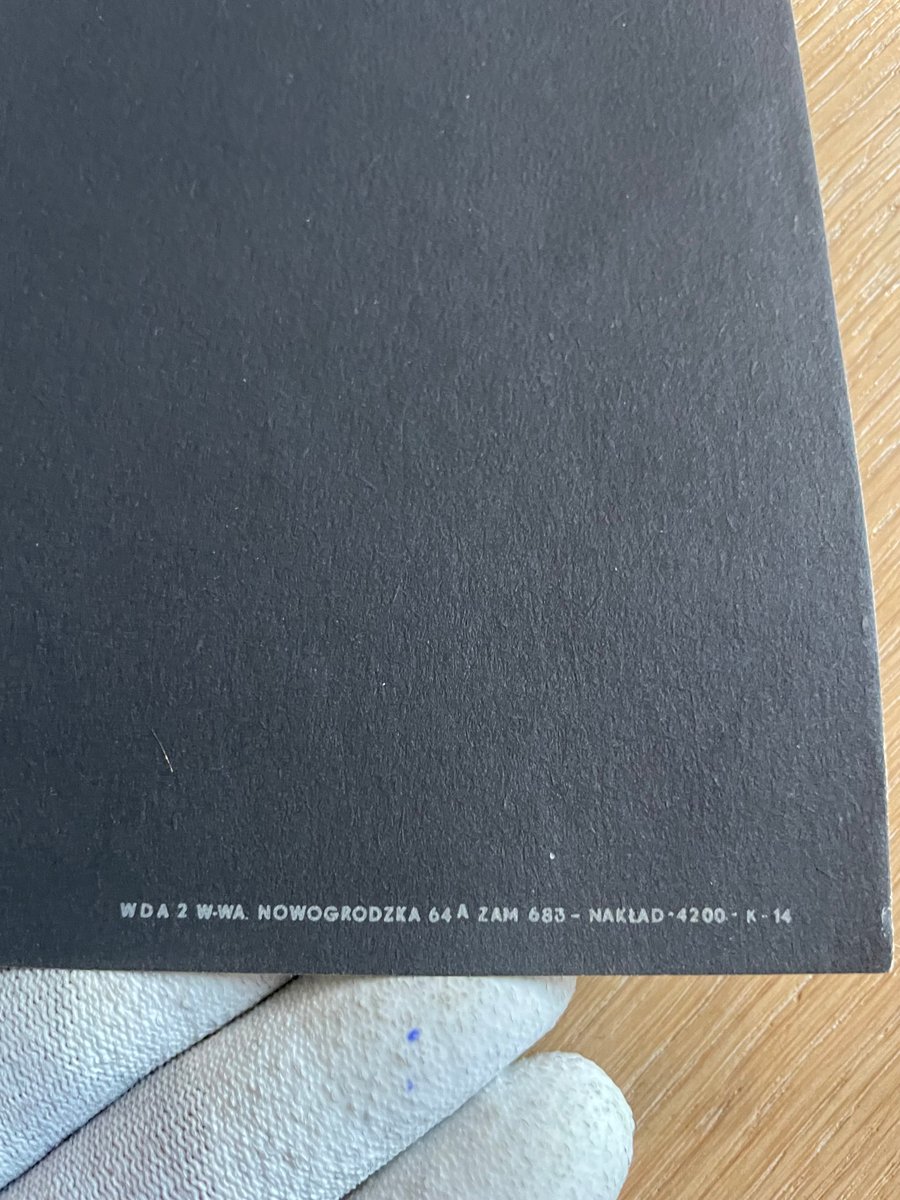 WDA 2 W-WA. NOWOGRODZKA 64A ZAM 683 - NAKŁAD - 4200 - K - 14